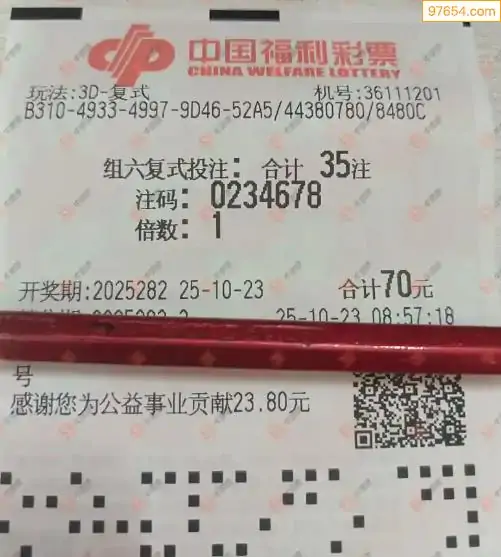 97654.com
中国福利彩票
CHINA WELFARE LOTTERY
玩法:3D-复式 机号:36111201
B310-4933-4997-9D46-52A5/44380780/8480C
组六复式投注: 合计 35注
注码: 0234678
倍数: 1
开奖期:2025282 25-10-23 合计70元
25-10-23 08:57:18
号
感谢您为公益事业贡献23.80元